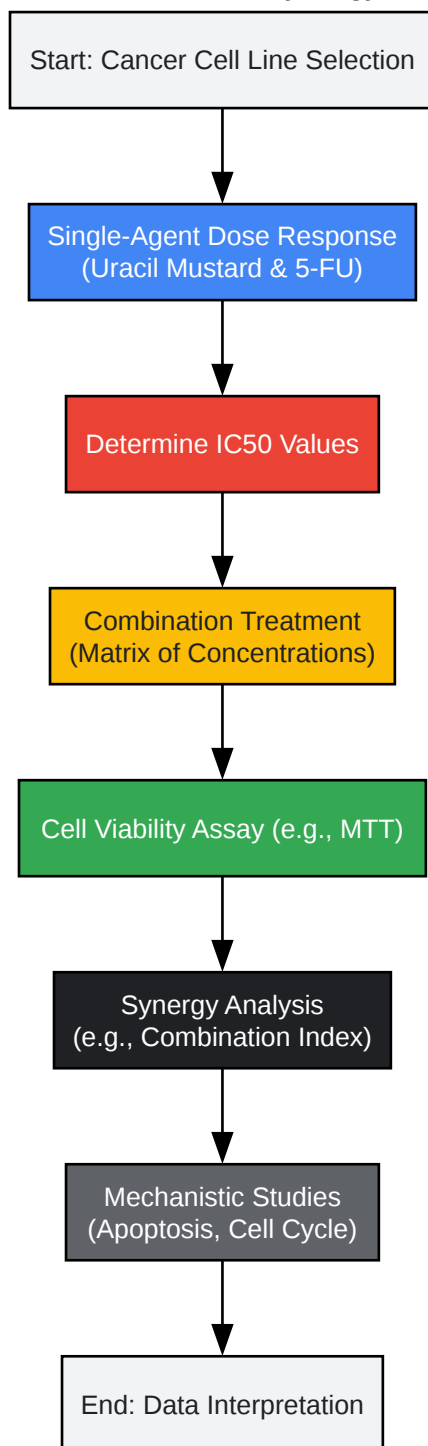 Start: Cancer Cell Line Selection
Single-Agent Dose Response
(Uracil Mustard & 5-FU)
Determine IC50 Values
Combination Treatment
(Matrix of Concentrations)
Cell Viability Assay (e.g., MTT)
Synergy Analysis
(e.g., Combination Index)
Mechanistic Studies
(Apoptosis, Cell Cycle)
End: Data Interpretation